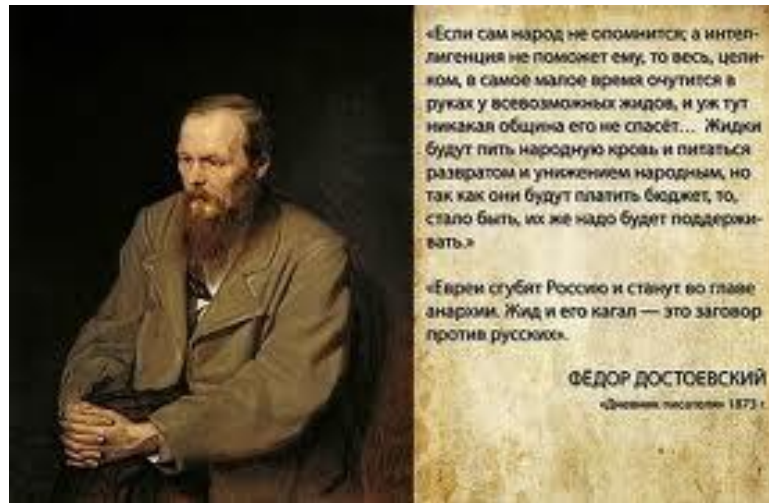 «Если сам народ не опомнится; а интел-
лигенция не поможет ему, то весь, цели-
ком, в самое малое время очутится в
руках у всевозможных жидов, и уж тут
никакая община его не спасёт... Жидки
будут пить народную кровь и питаться
развратом и унижением народным, но
так как они будут платить бюджет, то,
стало быть, их же надо будет поддержи-
вать.»
«Евреи сгубят Россию и станут во главе
анархии. Жид и его кагал — это заговор
против русских».
ФЁДОР ДОСТОЕВСКИЙ
«Дневник писателя» 1873 г.